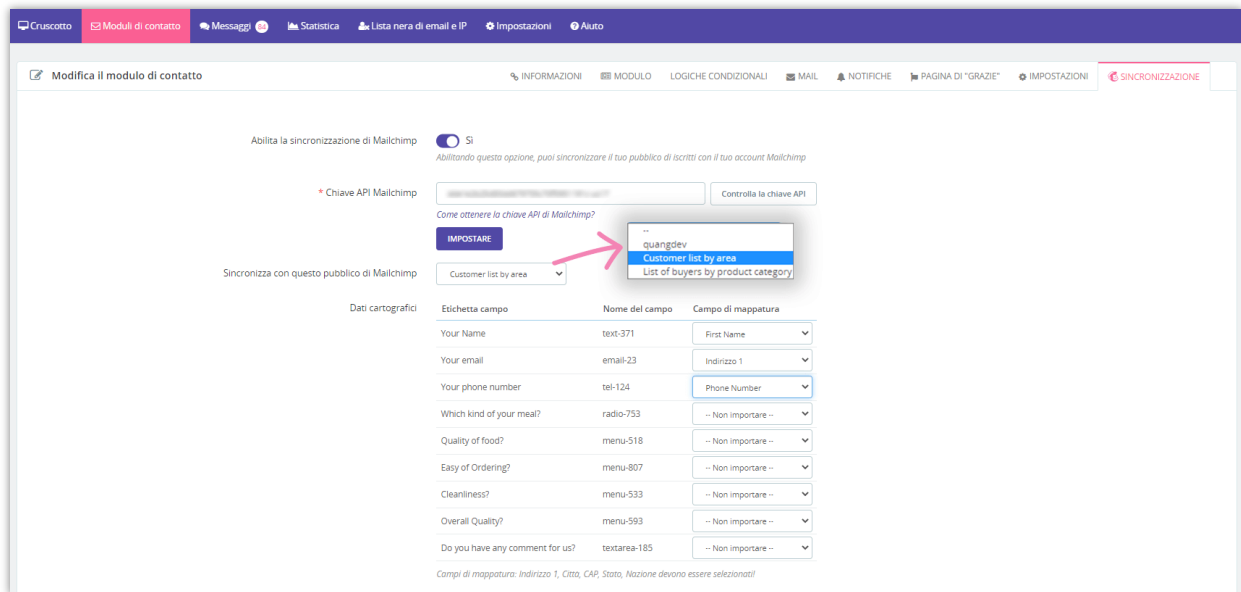 Cruscotto Moduli di contatto Messaggi 54 Statistica Lista nera di email e IP Impostazioni Aiuto
Modifica il modulo di contatto INFORMAZIONI MODULO LOGICHE CONDIZIONALI MAIL NOTIFICHE PAGINA DI "GRAZIE" IMPOSTAZIONI SINCRONIZZAZIONE
Abilita la sincronizzazione di Mailchimp Sì
Abilitando questa opzione, puoi sincronizzare il tuo pubblico di iscritti con il tuo account Mailchimp
* Chiave API Mailchimp Controlla la chiave API
Come ottenere la chiave API di Mailchimp?
IMPOSTARE
--
quangdev
Customer list by area
List of buyers by product category
Sincronizza con questo pubblico di Mailchimp Customer list by area
Dati cartografici Etichetta campo Nome del campo Campo di mappatura
Your Name text-371 First Name
Your email email-23 Indirizzo 1
Your phone number tel-124 Phone Number
Which kind of your meal? radio-753 -- Non importare --
Quality of food? menu-518 -- Non importare --
Easy of Ordering? menu-807 -- Non importare --
Cleanliness? menu-533 -- Non importare --
Overall Quality? menu-593 -- Non importare --
Do you have any comment for us? textarea-185 -- Non importare --
Campi di mappatura: Indirizzo 1, Città, CAP, Stato, Nazione devono essere selezionati!